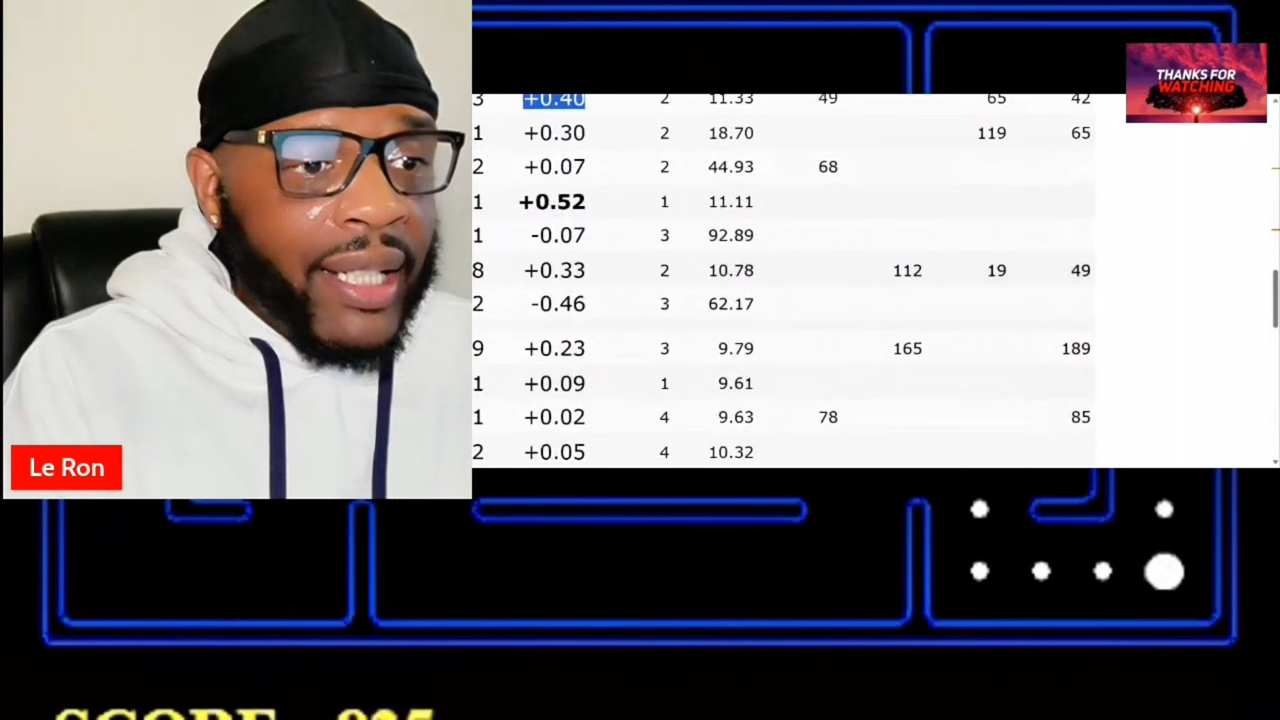 THANKS FOR
WATCHING
3 +0.40 2 11.33 49 65 42
1 +0.30 2 18.70 119 65
2 +0.07 2 44.93 68
1 +0.52 1 11.11
1 -0.07 3 92.89
8 +0.33 2 10.78 112 19 49
2 -0.46 3 62.17
9 +0.23 3 9.79 165 189
1 +0.09 1 9.61
1 +0.02 4 9.63 78 85
2 +0.05 4 10.32
Le Ron
SCORE 935